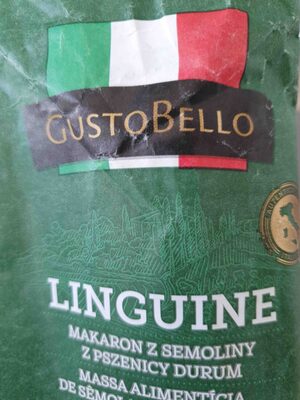 GUSTOBELLO
LINGUINE
MAKARON Z SEMOLINY
Z PSZENICY DURUM
MASSA ALIMENTÍCIA